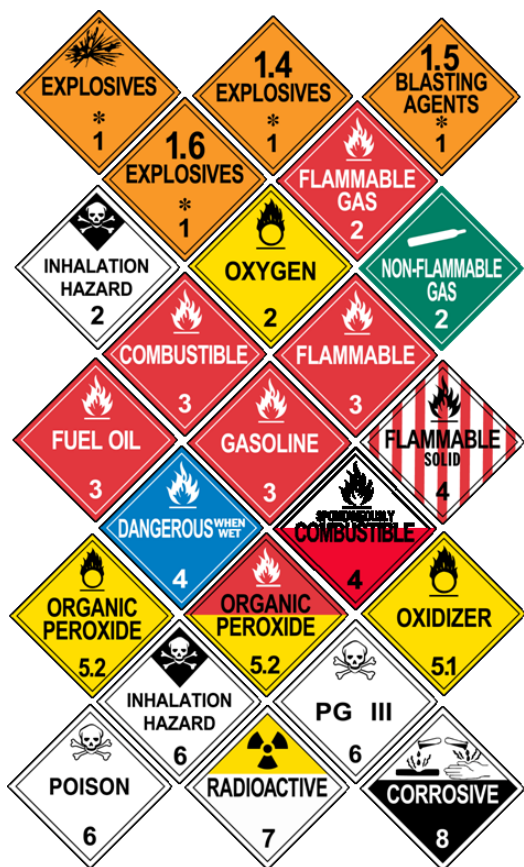 EXPLOSIVES
*
1
1.4
EXPLOSIVES
*
1
1.5
BLASTING
AGENTS
*
1
1.6
EXPLOSIVES
*
1
FLAMMABLE
GAS
2
INHALATION
HAZARD
2
OXYGEN
2
NON-FLAMMABLE
GAS
2
COMBUSTIBLE
3
FLAMMABLE
3
FUEL OIL
3
GASOLINE
3
FLAMMABLE
SOLID
4
DANGEROUS WHEN
WET
4
SPONTANEOUSLY
COMBUSTIBLE
4
ORGANIC
PEROXIDE
5.2
ORGANIC
PEROXIDE
5.2
OXIDIZER
5.1
INHALATION
HAZARD
6
PG III
6
POISON
6
RADIOACTIVE
7
CORROSIVE
8